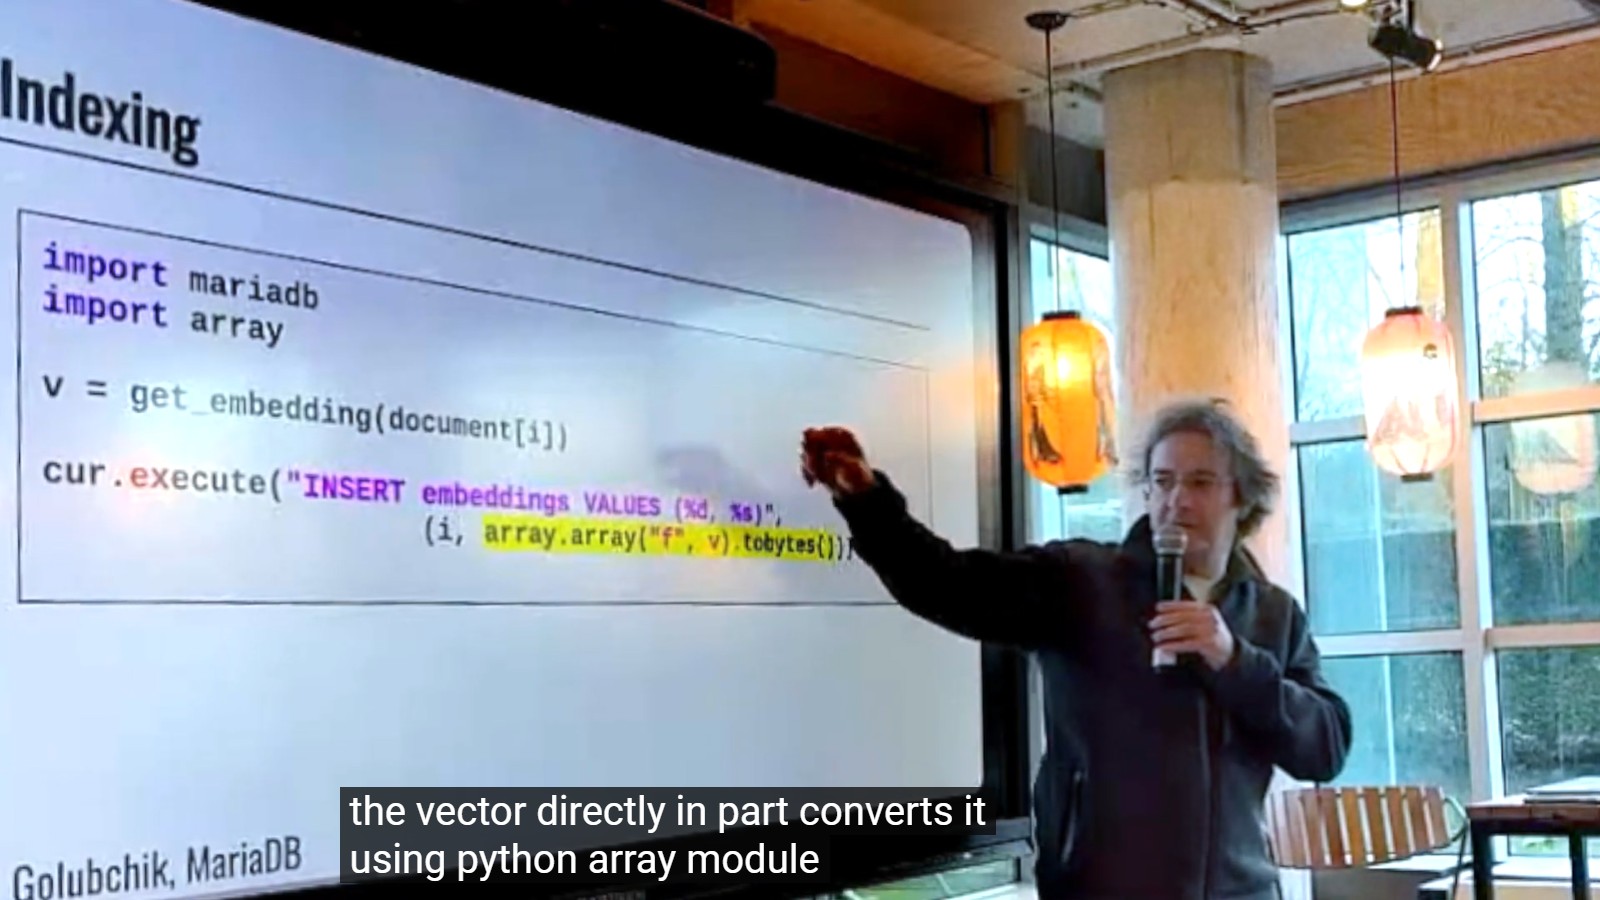 Indexing
import mariadb
import array
v = get_embedding(document[i])
cur.execute("INSERT embeddings VALUES (%d, %s)",
(i, array.array("f", v).tobytes()))
Golubchik, MariaDB
the vector directly in part converts it
using python array module